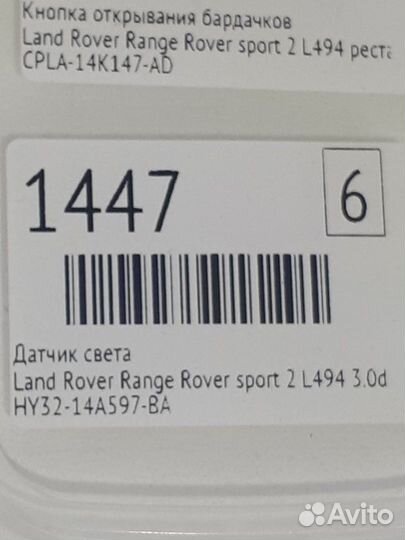 Кнопка открывания бардачков
Land Rover Range Rover sport 2 L494 реста
CPLA-14K147-AD
1447
6
Датчик света
Land Rover Range Rover sport 2 L494 3.0d
HY32-14A597-BA
Avito